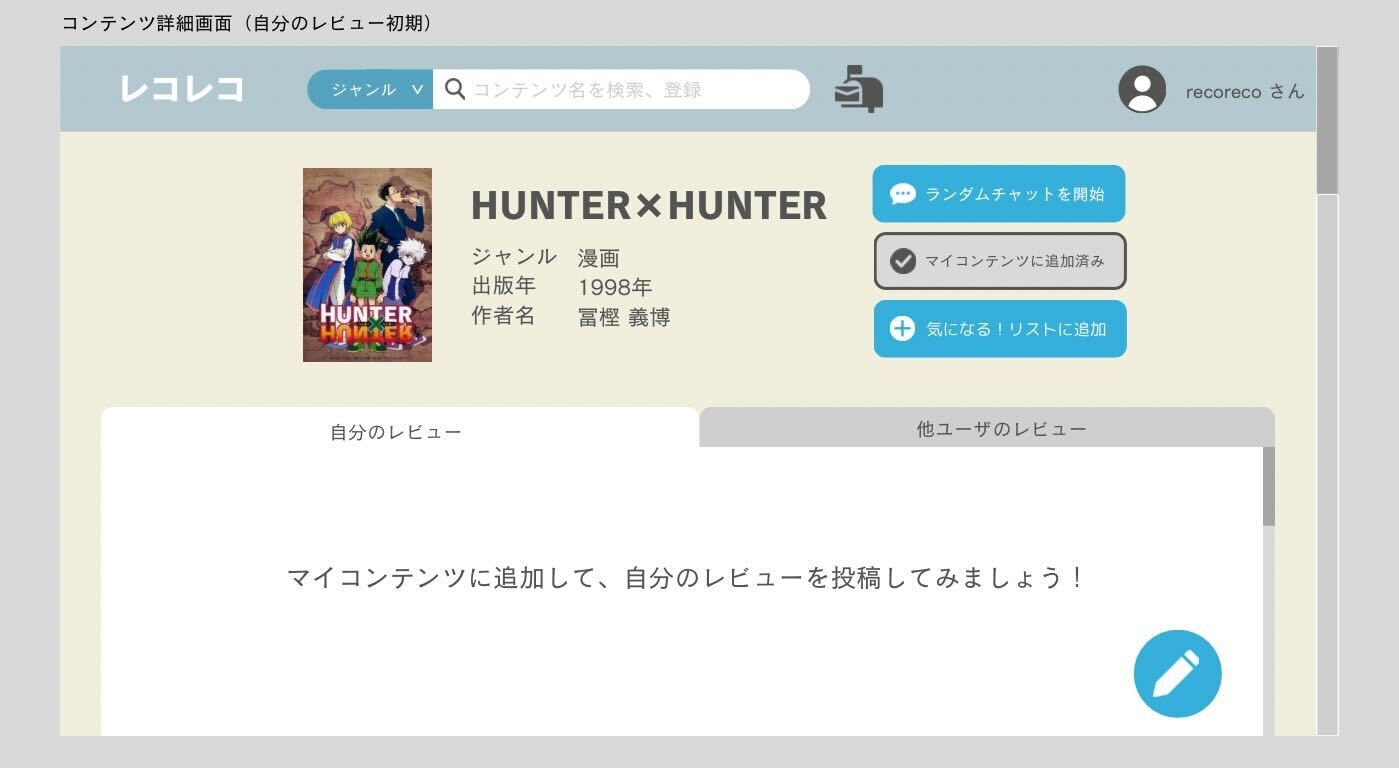 コンテンツ詳細画面（自分のレビュー初期）
レコレコ
ジャンル
コンテンツ名を検索、登録
recoreco さん
HUNTER×HUNTER
ジャンル 漫画
出版年 1998年
作者名 冨樫 義博
HUNTER
×
HUNTER
ランダムチャットを開始
マイコンテンツに追加済み
気になる！リストに追加
自分のレビュー
他ユーザのレビュー
マイコンテンツに追加して、自分のレビューを投稿してみましょう！